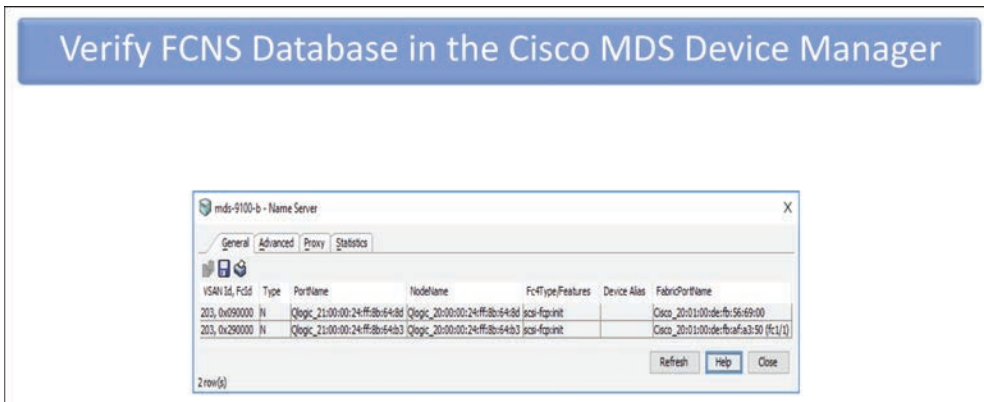 Verify FCNS Database in the Cisco MDS Device Manager
mds-9100-b - Name Server X
General Advanced Proxy Statistics
VSAN Id, FcId Type PortName NodeName Fc4Type/Features Device Alias FabricPortName
203, 0x090000 N Qlogic_21:00:00:24:ff:8b:64:8d Qlogic_20:00:00:24:ff:8b:64:8d scsi-fcp:init Cisco_20:01:00:de:fb:56:69:00
203, 0x290000 N Qlogic_21:00:00:24:ff:8b:64:b3 Qlogic_20:00:00:24:ff:8b:64:b3 scsi-fcp:init Cisco_20:01:00:de:fb:af:a3:50 (fc1/1)
Refresh Help Close
2 row(s)